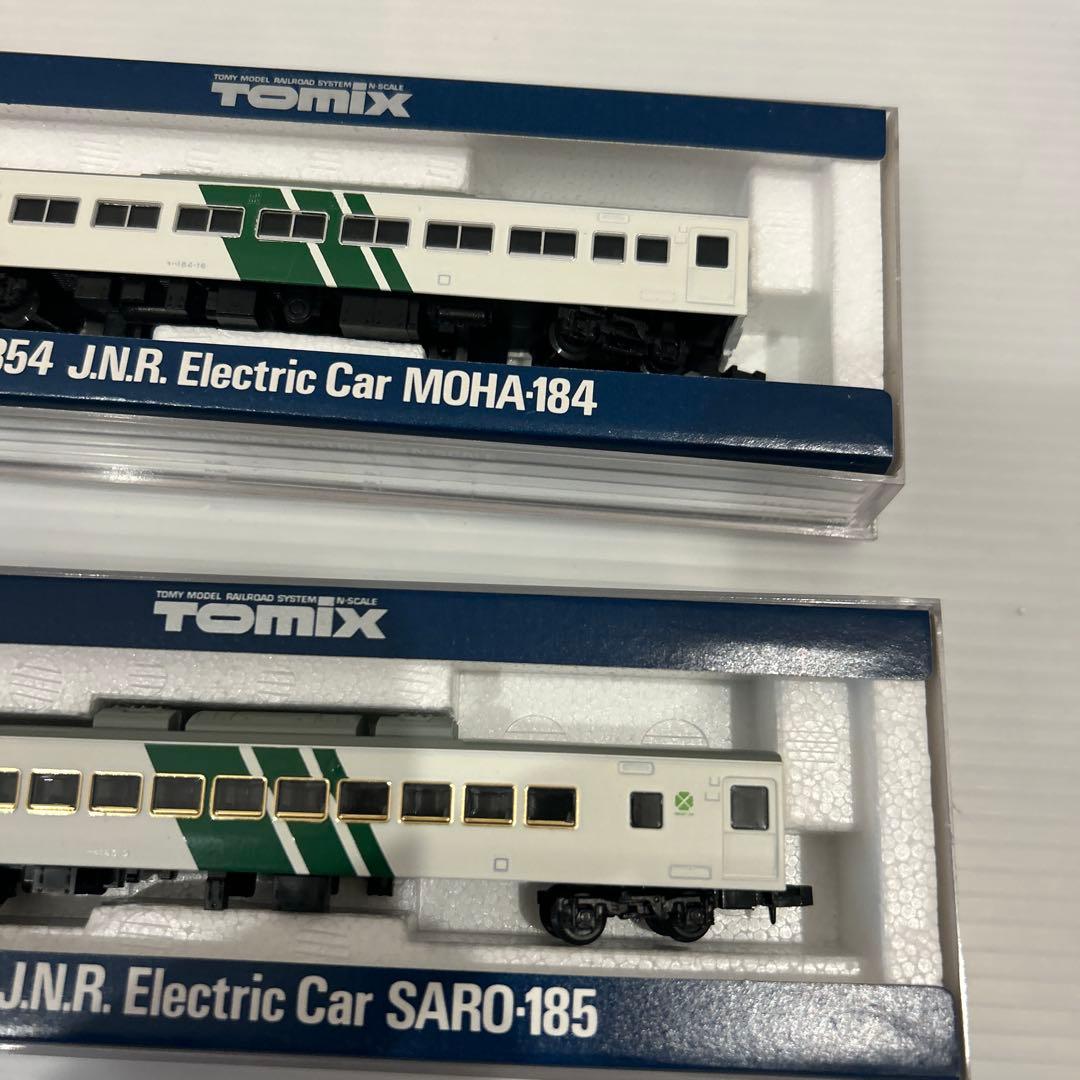 TOMY MODEL RAILROAD SYSTEM N-SCALE
TOMIX
354 J.N.R. Electric Car MOHA·184
TOMY MODEL RAILROAD SYSTEM N-SCALE
TOMIX
J.N.R. Electric Car SARO·185